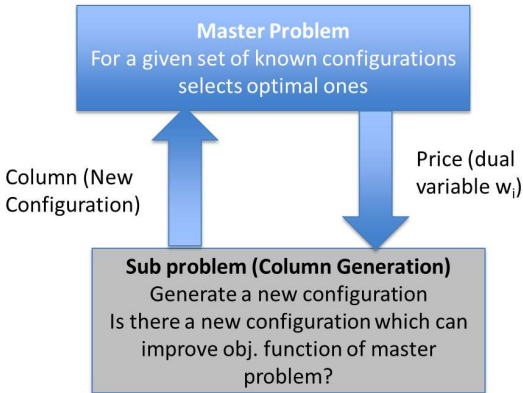 Master Problem
For a given set of known configurations
selects optimal ones
Column (New
Configuration)
Price (dual
variable wᵢ)
Sub problem (Column Generation)
Generate a new configuration
Is there a new configuration which can
improve obj. function of master
problem?